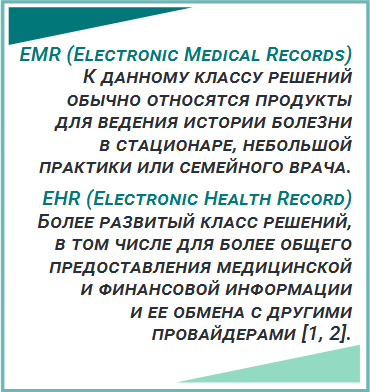 EMR (Electronic Medical Records)
К данному классу решений
обычно относятся продукты
для ведения истории болезни
в стационаре, небольшой
практики или семейного врача.
EHR (Electronic Health Record)
Более развитый класс решений,
в том числе для более общего
предоставления медицинской
и финансовой информации
и ее обмена с другими
провайдерами [1, 2].